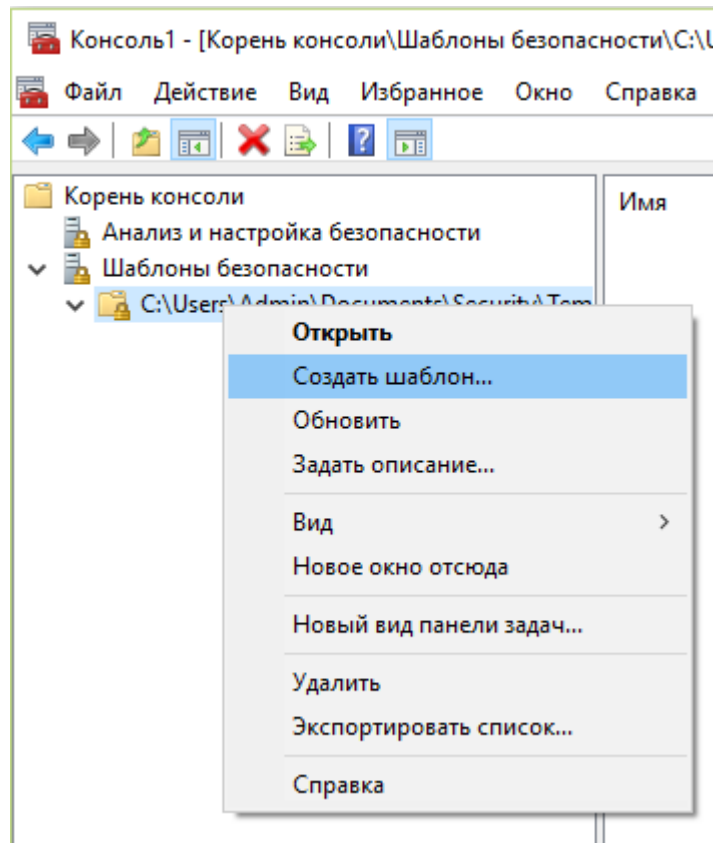 Консоль1 - [Корень консоли\Шаблоны безопасности\C:\U
Файл Действие Вид Избранное Окно Справка
Корень консоли
Имя
Анализ и настройка безопасности
Шаблоны безопасности
C:\Users\Admin\Documents\Security\Tem
Открыть
Создать шаблон...
Обновить
Задать описание...
Вид
Новое окно отсюда
Новый вид панели задач...
Удалить
Экспортировать список...
Справка